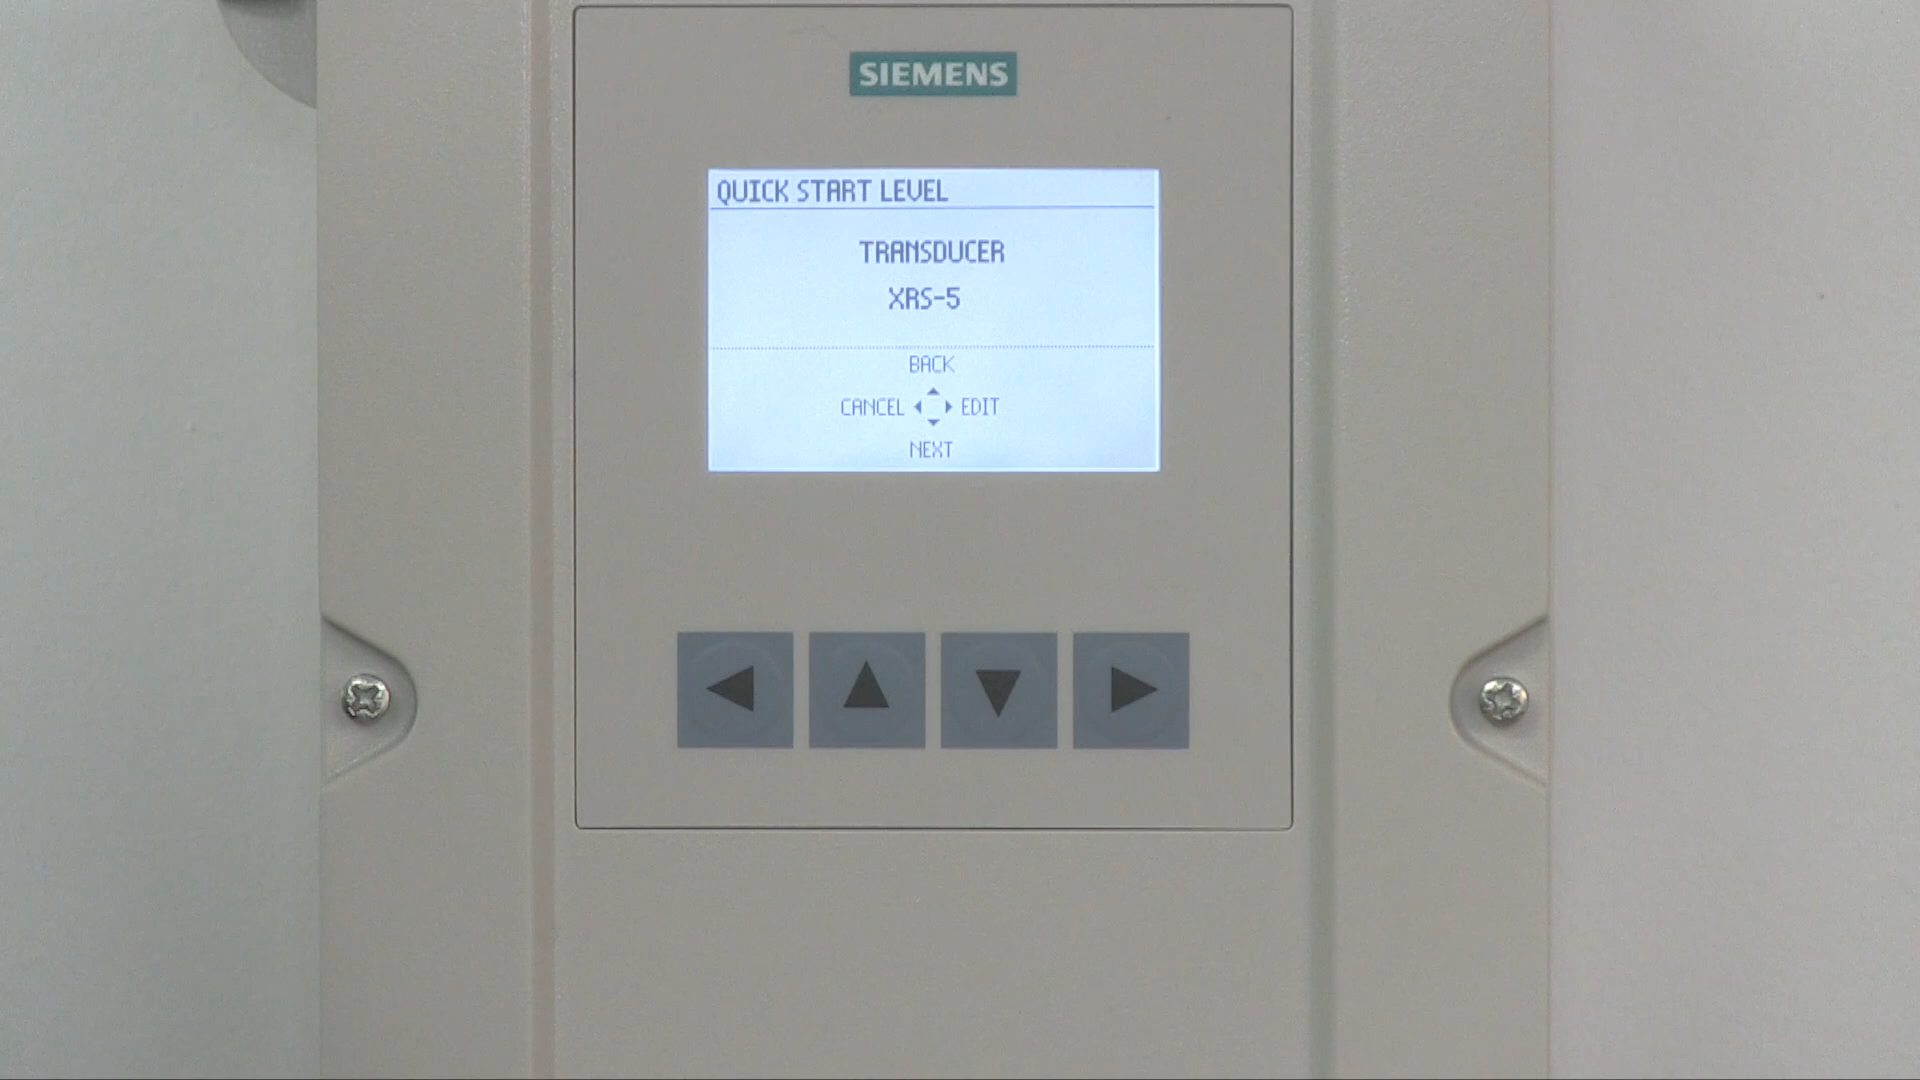 SIEMENS
QUICK START LEVEL
TRANSDUCER
XRS-5
BACK
CANCEL EDIT
NEXT